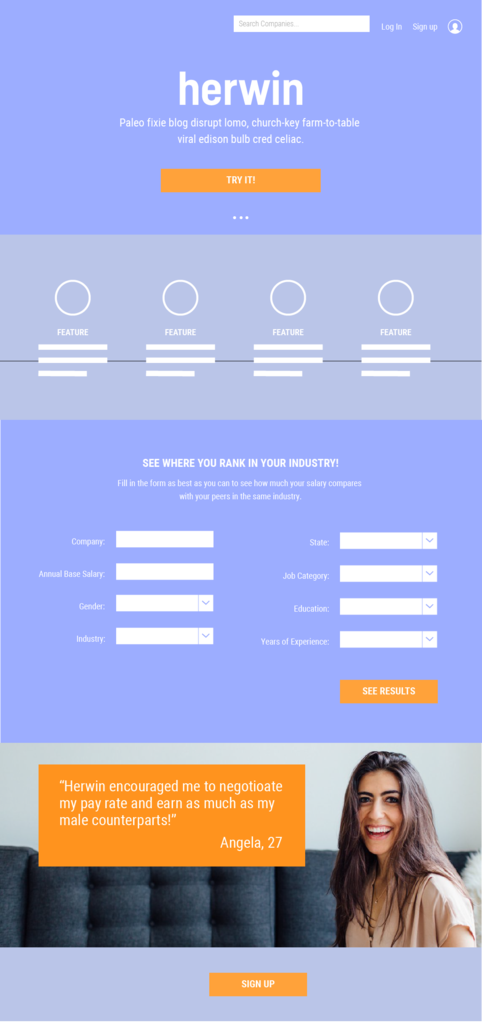 Search Companies...
Log In
Sign up
herwin
Paleo fixie blog disrupt lomo, church-key farm-to-table
viral edison bulb cred celiac.
TRY IT!
FEATURE
FEATURE
FEATURE
FEATURE
SEE WHERE YOU RANK IN YOUR INDUSTRY!
Fill in the form as best as you can to see how much your salary compares
with your peers in the same industry.
Company:
Annual Base Salary:
Gender:
Industry:
State:
Job Category:
Education:
Years of Experience:
SEE RESULTS
“Herwin encouraged me to negotioate
my pay rate and earn as much as my
male counterparts!”
Angela, 27
SIGN UP